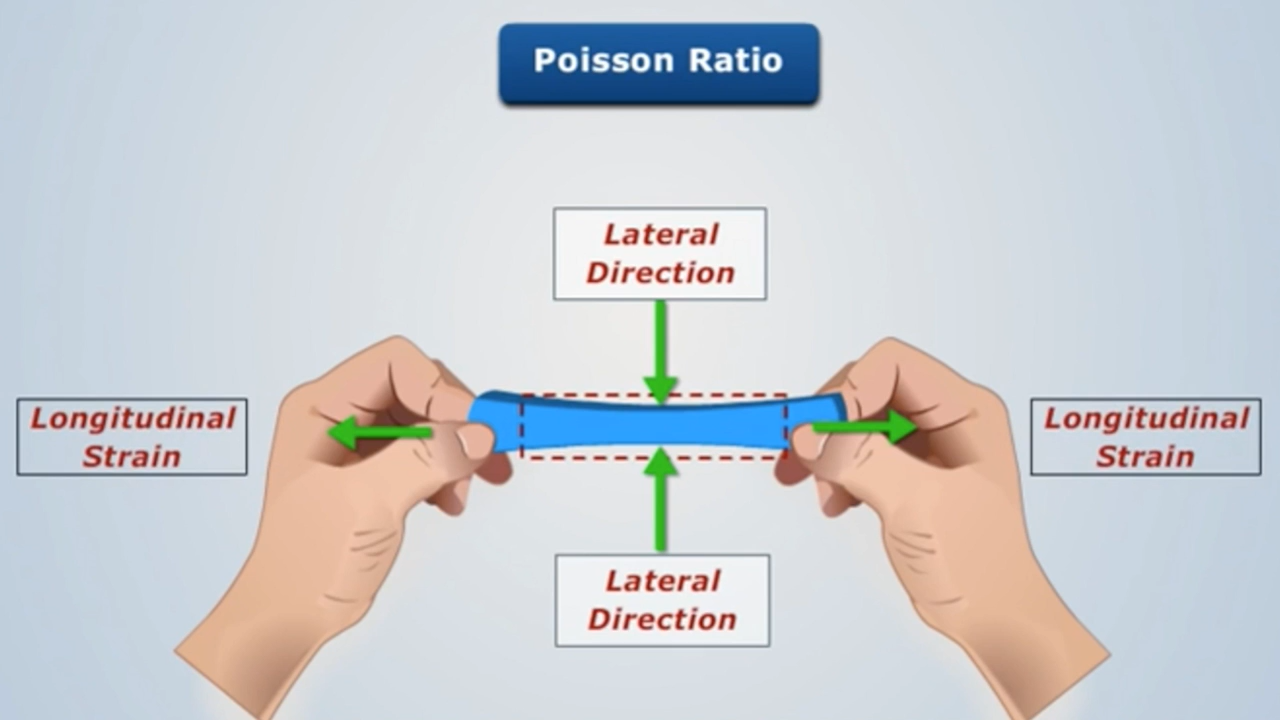 Poisson Ratio
Lateral
Direction
Longitudinal
Strain
Longitudinal
Strain
Lateral
Direction